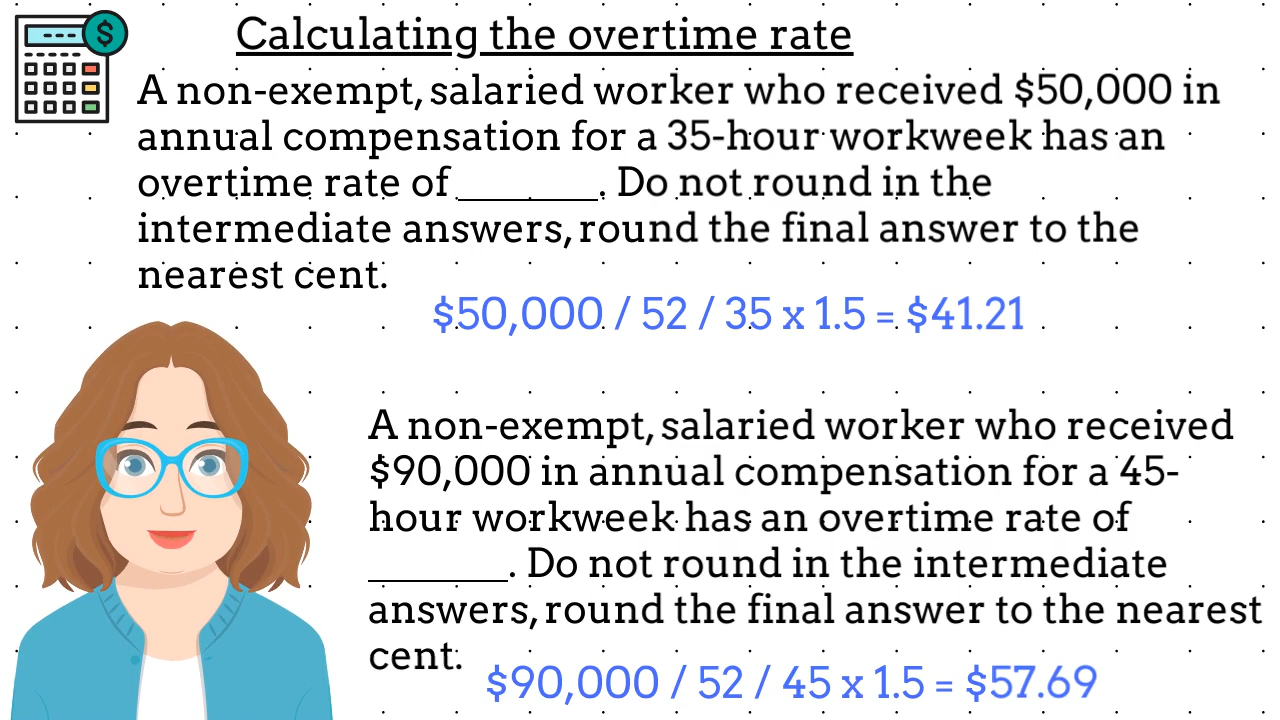 $
Calculating the overtime rate
A non-exempt, salaried worker who received $50,000 in
annual compensation for a 35-hour workweek has an
overtime rate of _______. Do not round in the
intermediate answers, round the final answer to the
nearest cent.
$50,000 / 52 / 35 x 1.5 = $41.21
A non-exempt, salaried worker who received
$90,000 in annual compensation for a 45-
hour workweek has an overtime rate of
_______. Do not round in the intermediate
answers, round the final answer to the nearest
cent.
$90,000 / 52 / 45 x 1.5 = $57.69